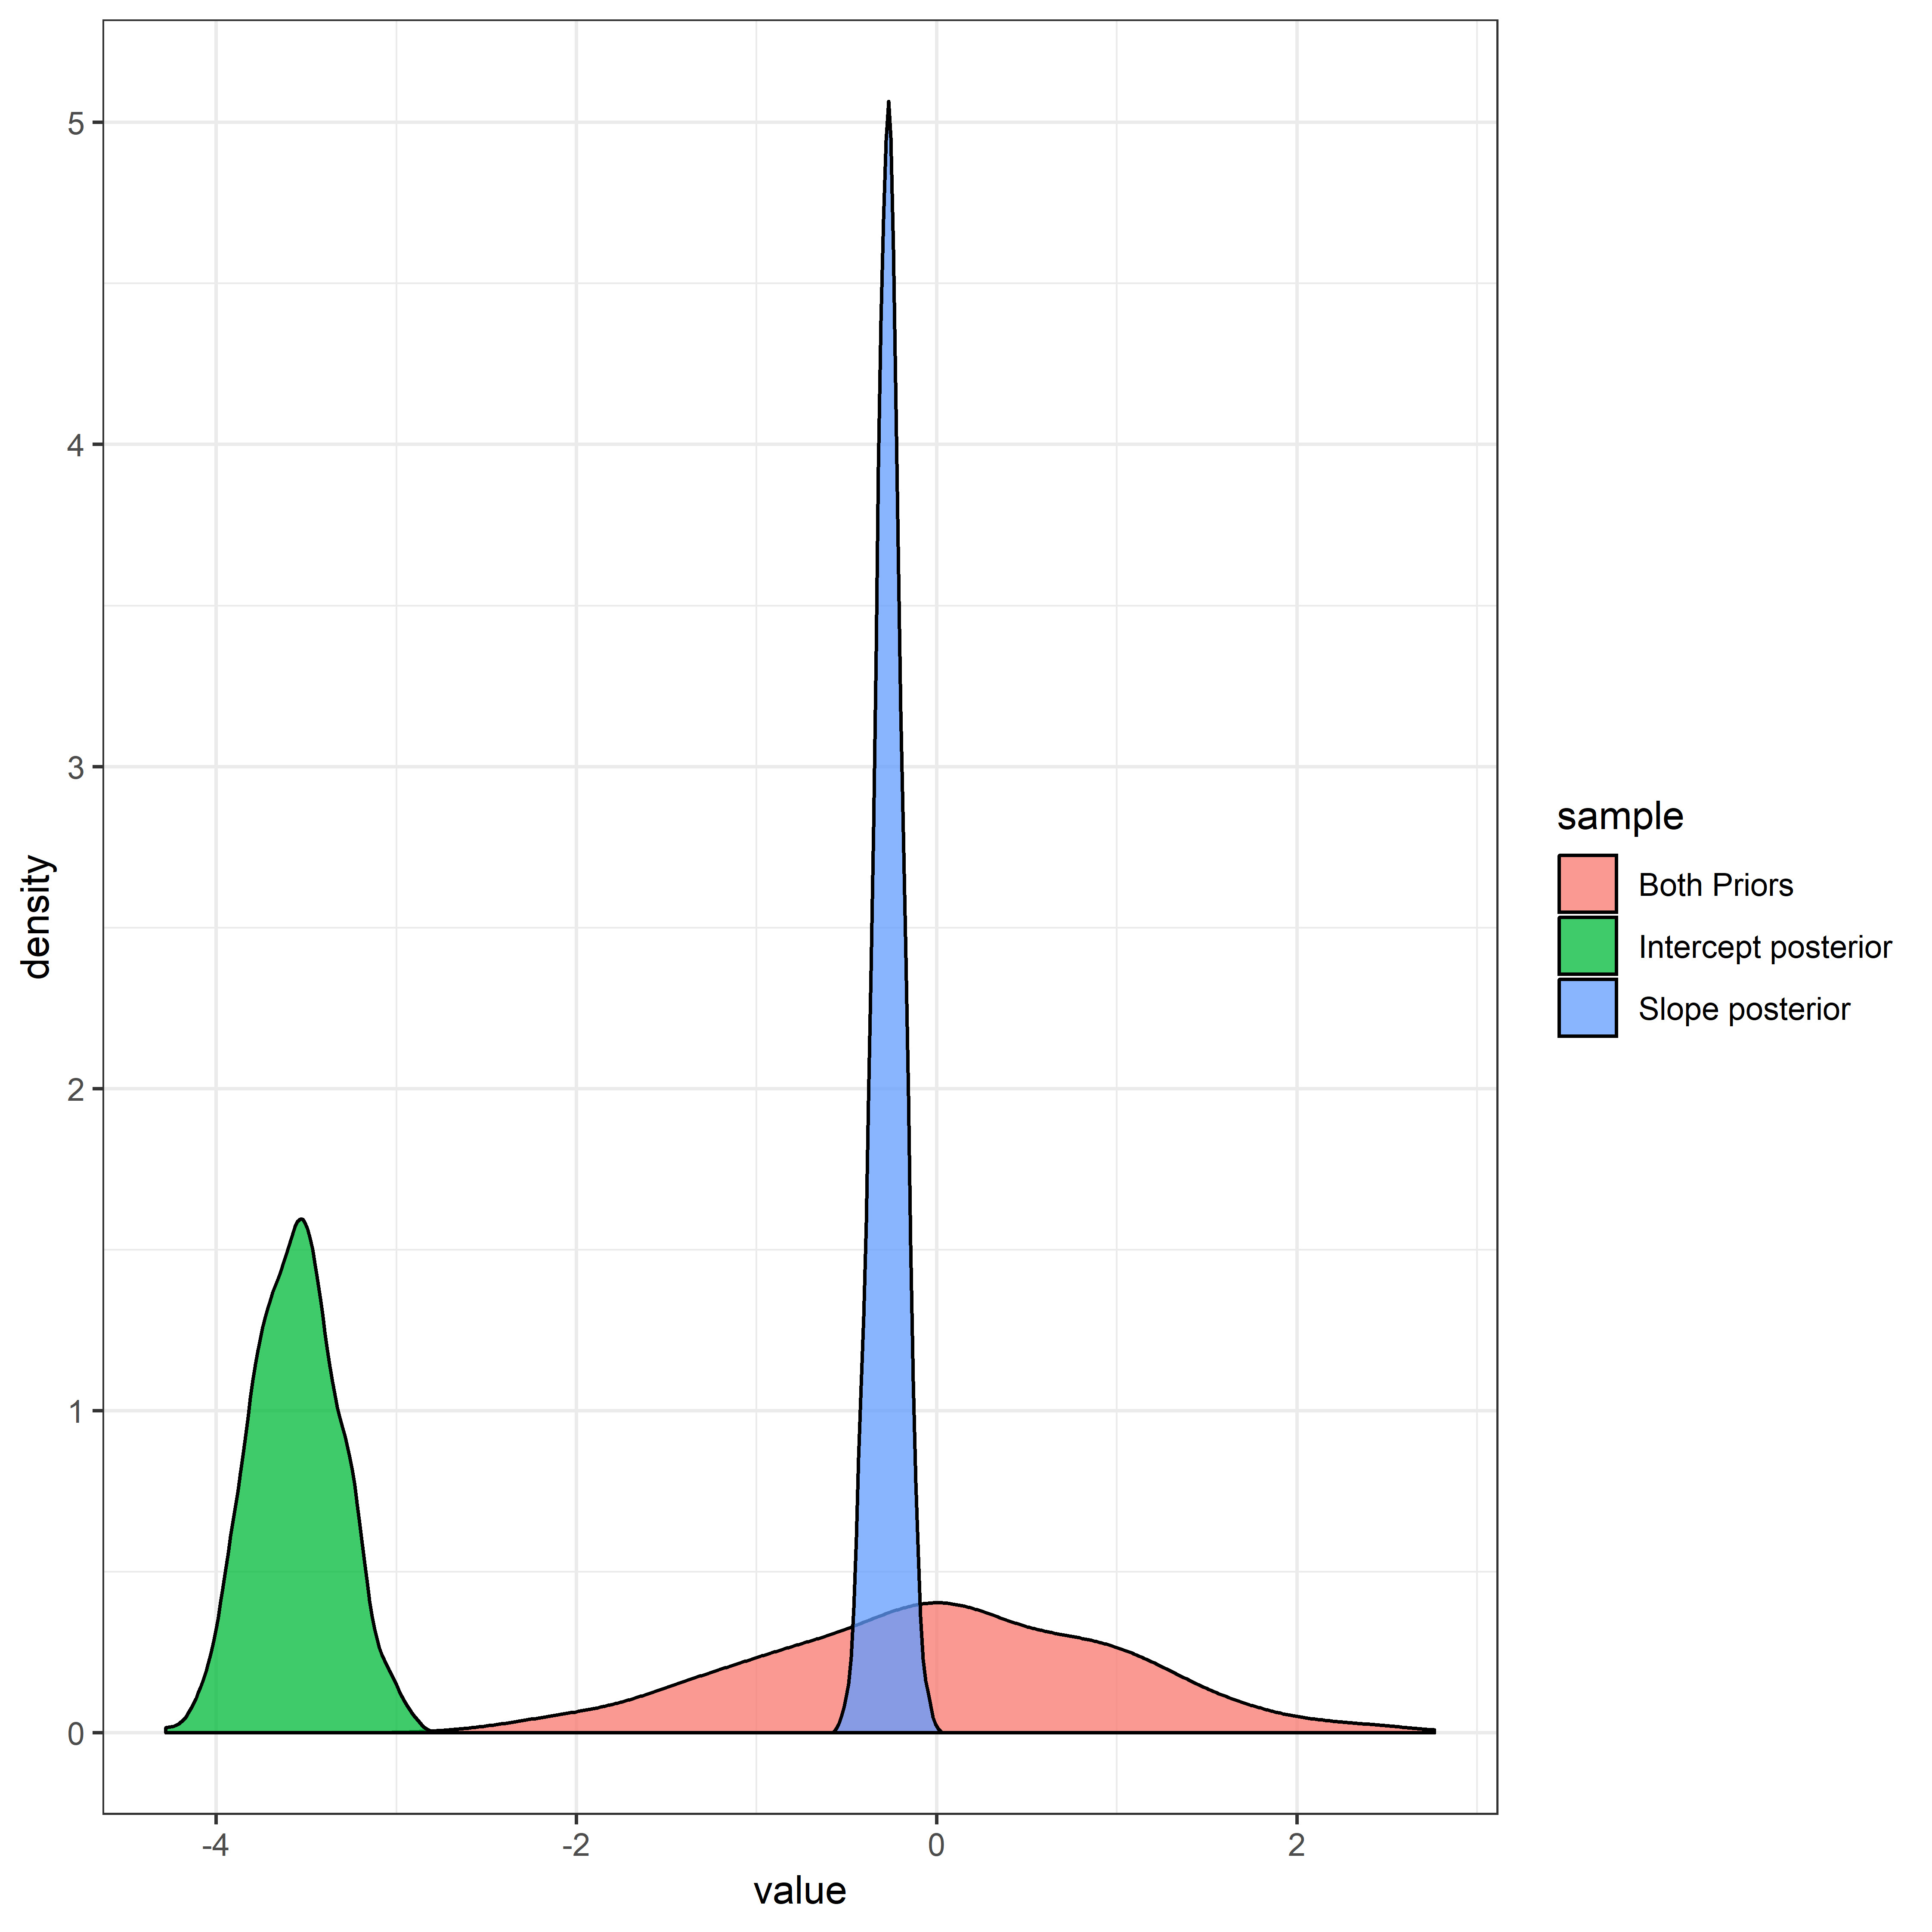 5
4
3
2
1
0
density
-4
-2
0
2
value
sample
Both Priors
Intercept posterior
Slope posterior